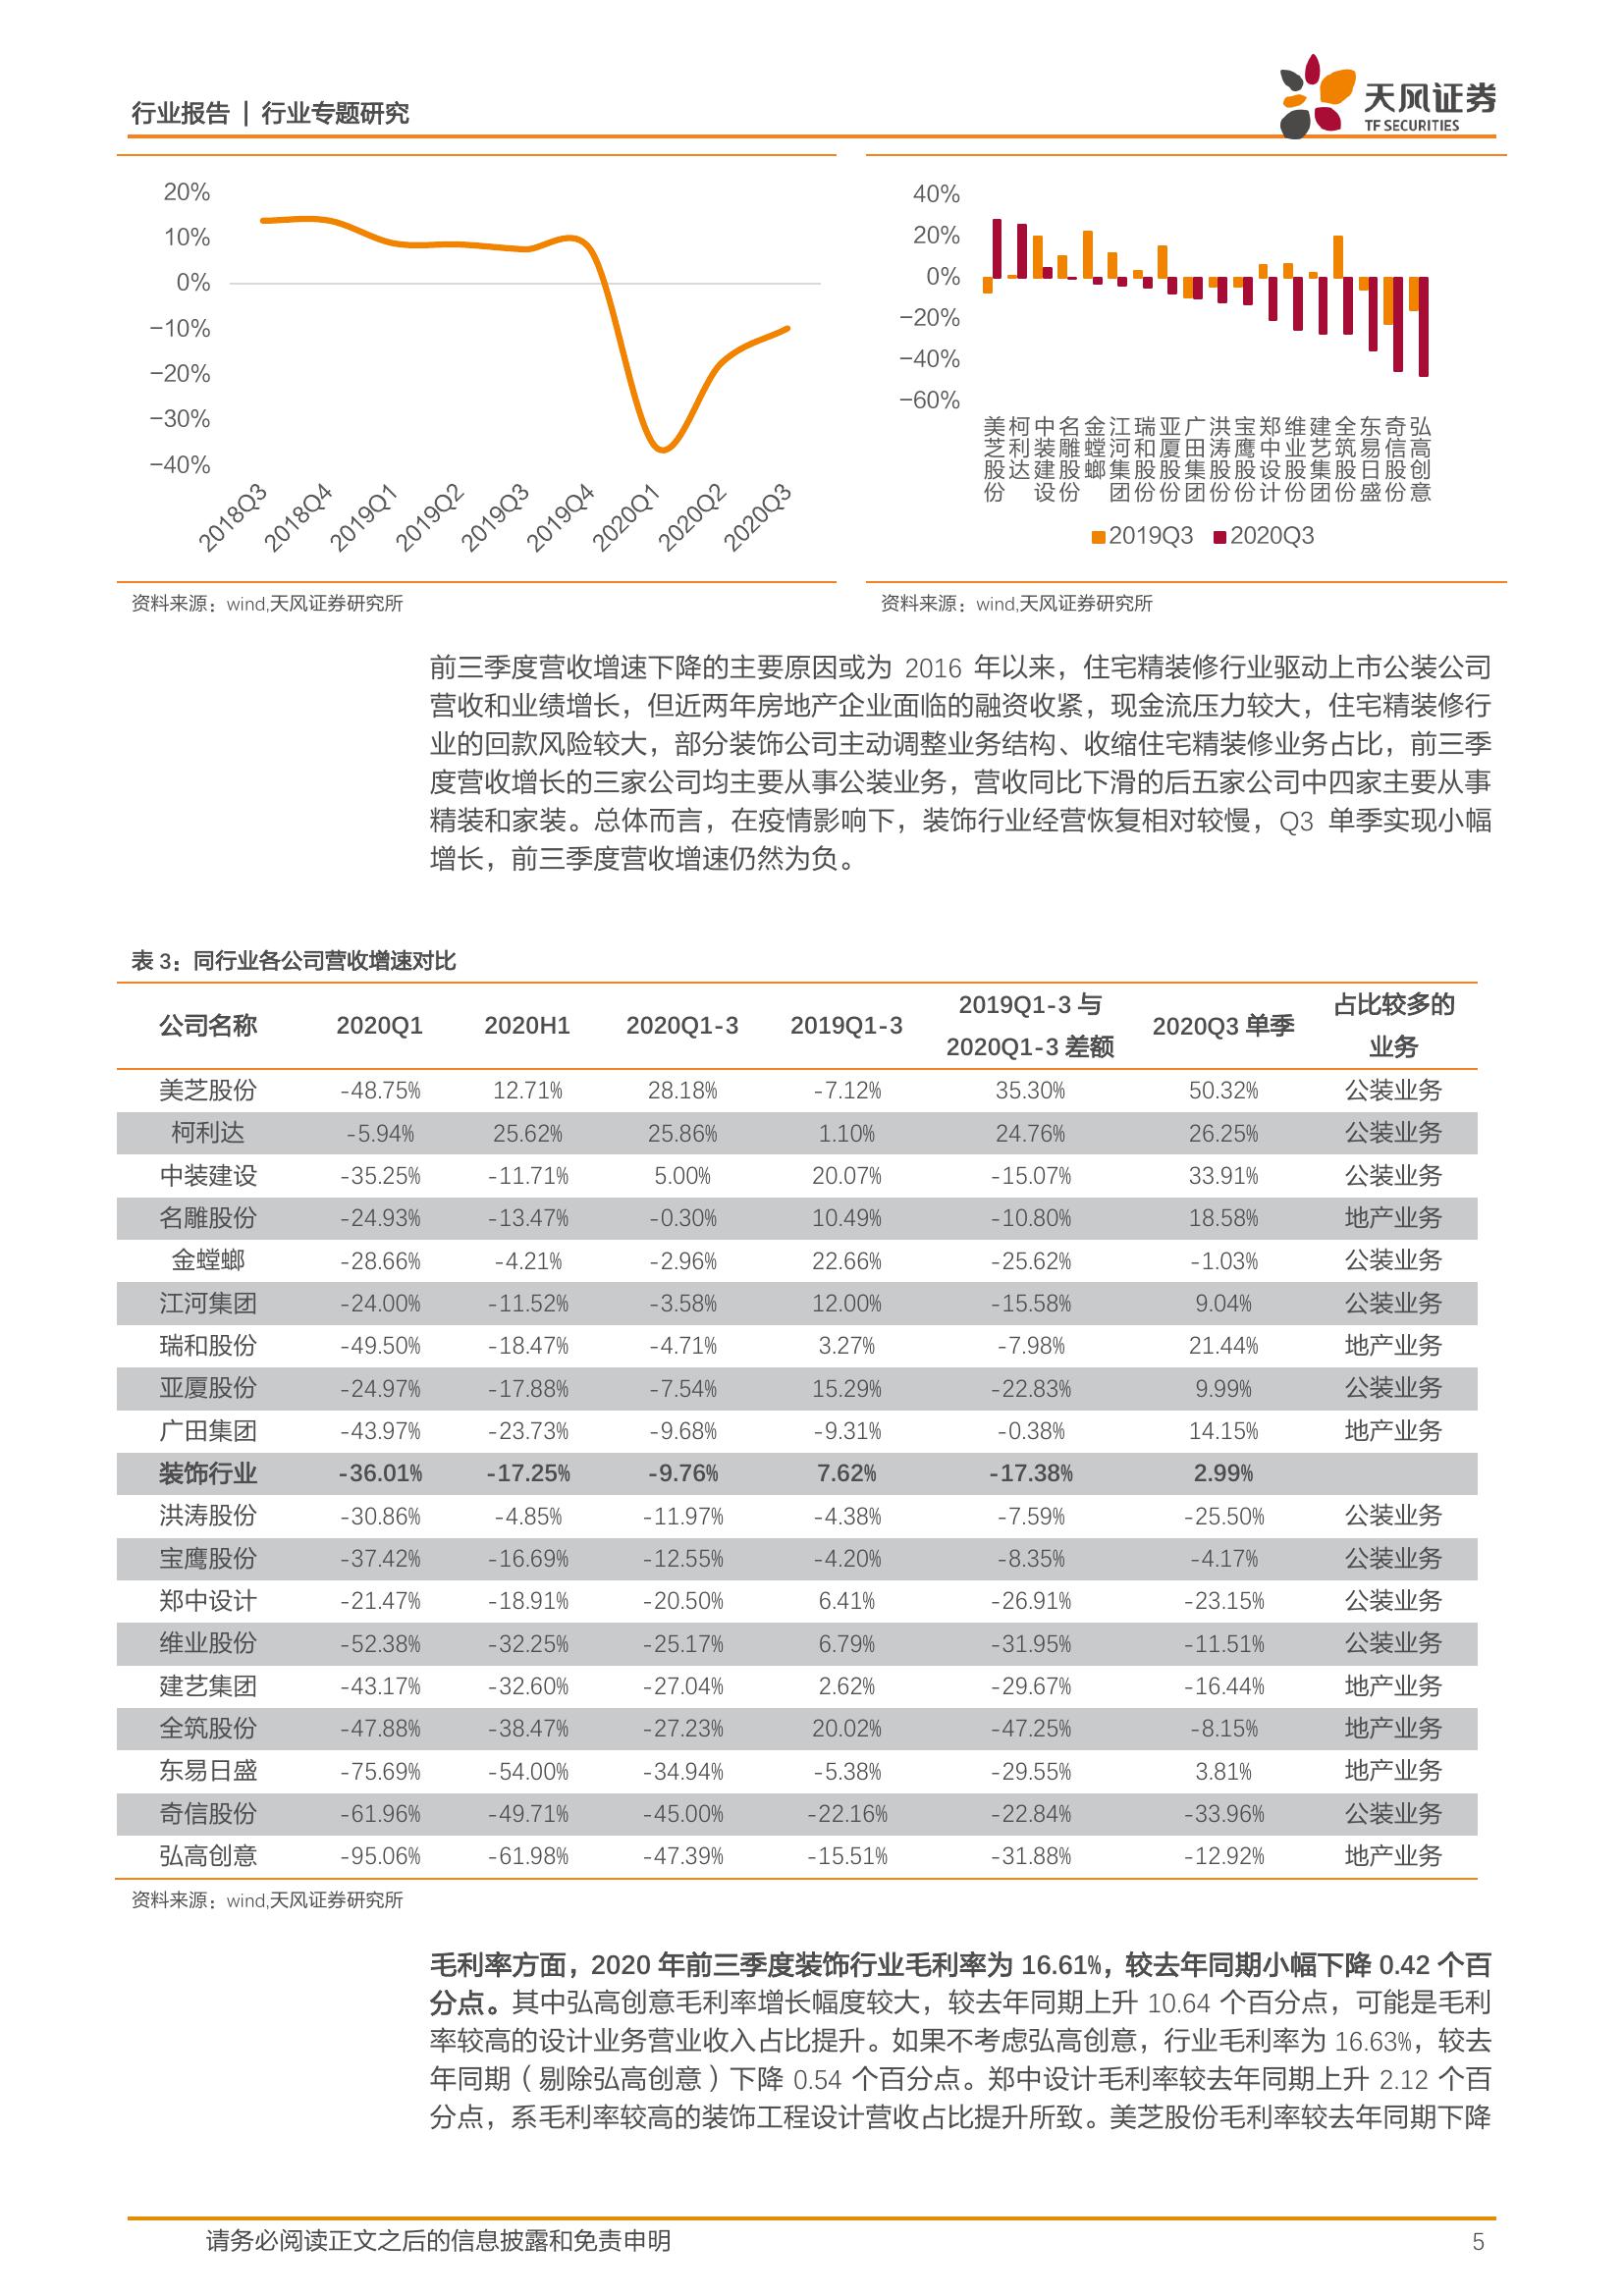 行业报告 | 行业专题研究
天风证券
TF SECURITIES
20%
10%
0%
-10%
-20%
-30%
-40%
2018Q3
2018Q4
2019Q1
2019Q2
2019Q3
2019Q4
2020Q1
2020Q2
2020Q3
40%
20%
0%
-20%
-40%
-60%
美芝股份
柯利达
中装建设
名雕股份
金螳螂
江河集团
瑞和股份
亚厦股份
广田集团
洪涛股份
宝鹰股份
郑中设计
维业股份
建艺集团
全筑股份
东易日盛
奇信股份
弘高创意
2019Q3 2020Q3
资料来源：wind,天风证券研究所
资料来源：wind,天风证券研究所
前三季度营收增速下降的主要原因或为 2016 年以来，住宅精装修行业驱动上市公装公司
营收和业绩增长，但近两年房地产企业面临的融资收紧，现金流压力较大，住宅精装修行
业的回款风险较大，部分装饰公司主动调整业务结构、收缩住宅精装修业务占比，前三季
度营收增长的三家公司均主要从事公装业务，营收同比下滑的后五家公司中四家主要从事
精装和家装。总体而言，在疫情影响下，装饰行业经营恢复相对较慢，Q3 单季实现小幅
增长，前三季度营收增速仍然为负。
表 3：同行业各公司营收增速对比
公司名称 2020Q1 2020H1 2020Q1-3 2019Q1-3 2019Q1-3 与 2020Q1-3 差额 2020Q3 单季 占比较多的业务
美芝股份 -48.75% 12.71% 28.18% -7.12% 35.30% 50.32% 公装业务
柯利达 -5.94% 25.62% 25.86% 1.10% 24.76% 26.25% 公装业务
中装建设 -35.25% -11.71% 5.00% 20.07% -15.07% 33.91% 公装业务
名雕股份 -24.93% -13.47% -0.30% 10.49% -10.80% 18.58% 地产业务
金螳螂 -28.66% -4.21% -2.96% 22.66% -25.62% -1.03% 公装业务
江河集团 -24.00% -11.52% -3.58% 12.00% -15.58% 9.04% 公装业务
瑞和股份 -49.50% -18.47% -4.71% 3.27% -7.98% 21.44% 地产业务
亚厦股份 -24.97% -17.88% -7.54% 15.29% -22.83% 9.99% 公装业务
广田集团 -43.97% -23.73% -9.68% -9.31% -0.38% 14.15% 地产业务
装饰行业 -36.01% -17.25% -9.76% 7.62% -17.38% 2.99%
洪涛股份 -30.86% -4.85% -11.97% -4.38% -7.59% -25.50% 公装业务
宝鹰股份 -37.42% -16.69% -12.55% -4.20% -8.35% -4.17% 公装业务
郑中设计 -21.47% -18.91% -20.50% 6.41% -26.91% -23.15% 公装业务
维业股份 -52.38% -32.25% -25.17% 6.79% -31.95% -11.51% 公装业务
建艺集团 -43.17% -32.60% -27.04% 2.62% -29.67% -16.44% 地产业务
全筑股份 -47.88% -38.47% -27.23% 20.02% -47.25% -8.15% 地产业务
东易日盛 -75.69% -54.00% -34.94% -5.38% -29.55% 3.81% 地产业务
奇信股份 -61.96% -49.71% -45.00% -22.16% -22.84% -33.96% 公装业务
弘高创意 -95.06% -61.98% -47.39% -15.51% -31.88% -12.92% 地产业务
资料来源：wind,天风证券研究所
毛利率方面，2020 年前三季度装饰行业毛利率为 16.61%，较去年同期小幅下降 0.42 个百
分点。其中弘高创意毛利率增长幅度较大，较去年同期上升 10.64 个百分点，可能是毛利
率较高的设计业务营业收入占比提升。如果不考虑弘高创意，行业毛利率为 16.63%，较去
年同期（剔除弘高创意）下降 0.54 个百分点。郑中设计毛利率较去年同期上升 2.12 个百
分点，系毛利率较高的装饰工程设计营收占比提升所致。美芝股份毛利率较去年同期下降
请务必阅读正文之后的信息披露和免责申明 5